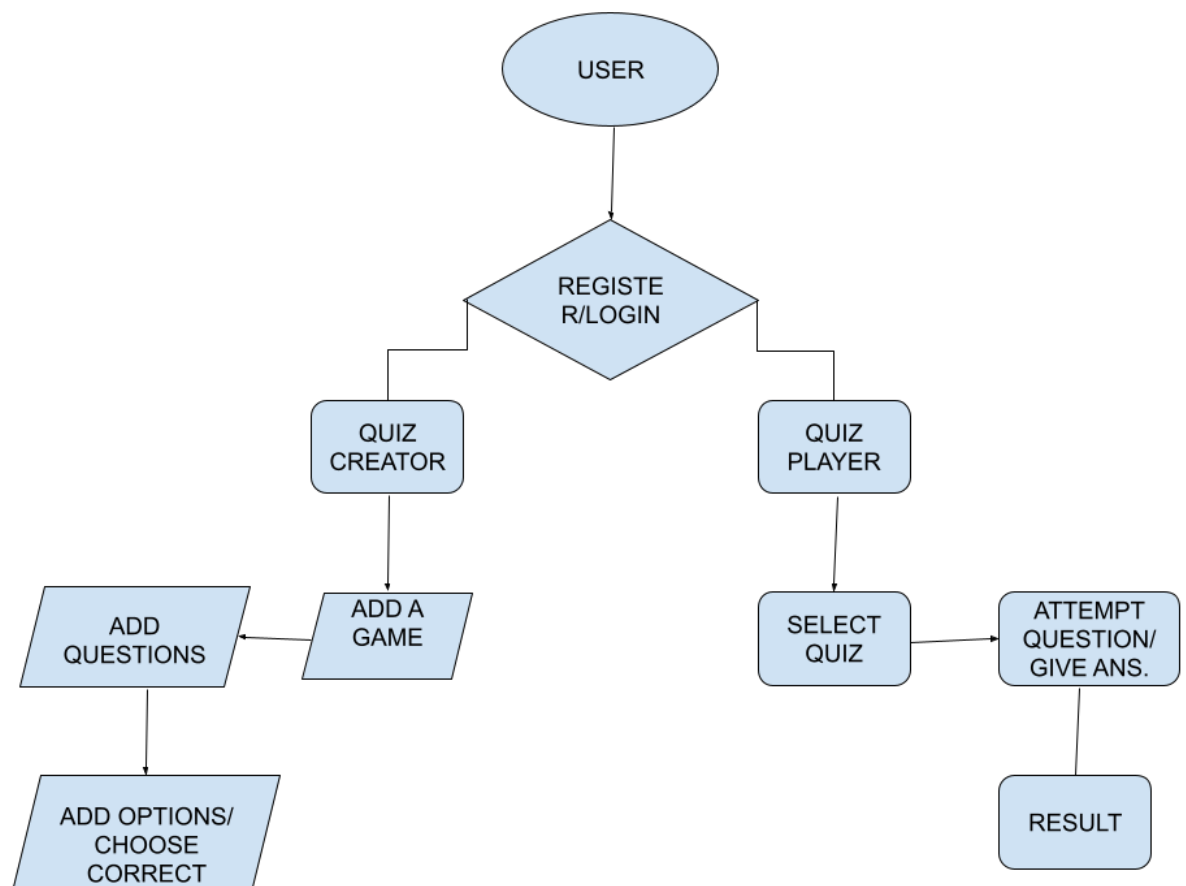 USER
REGISTE
R/LOGIN
QUIZ
CREATOR
QUIZ
PLAYER
ADD
QUESTIONS
ADD A
GAME
SELECT
QUIZ
ATTEMPT
QUESTION/
GIVE ANS.
ADD OPTIONS/
CHOOSE
CORRECT
RESULT